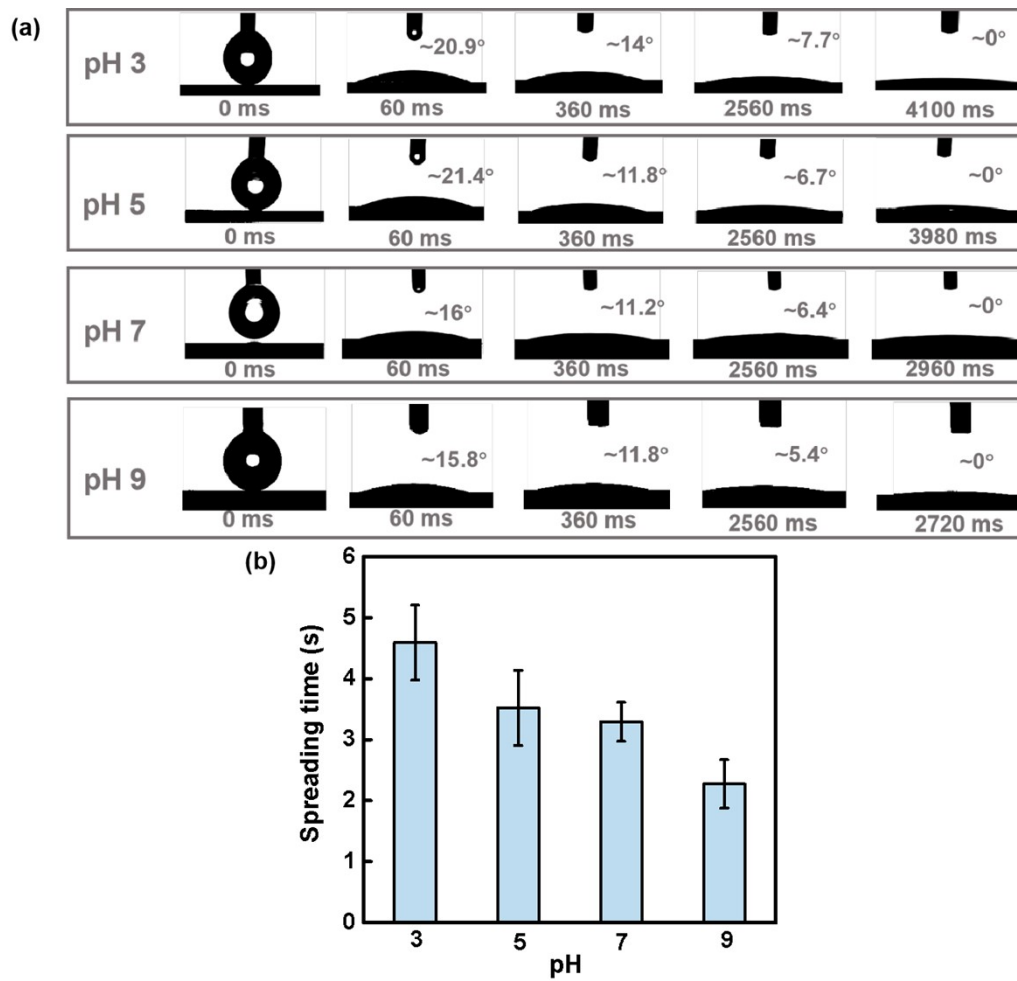 (a)
pH 3
~20.9°
~14°
~7.7°
~0°
0 ms
60 ms
360 ms
2560 ms
4100 ms
pH 5
~21.4°
~11.8°
~6.7°
~0°
0 ms
60 ms
360 ms
2560 ms
3980 ms
pH 7
~16°
~11.2°
~6.4°
~0°
0 ms
60 ms
360 ms
2560 ms
2960 ms
pH 9
~15.8°
~11.8°
~5.4°
~0°
0 ms
60 ms
360 ms
2560 ms
2720 ms
(b)
Spreading time (s)
6
5
4
3
2
1
0
3
5
7
9
pH